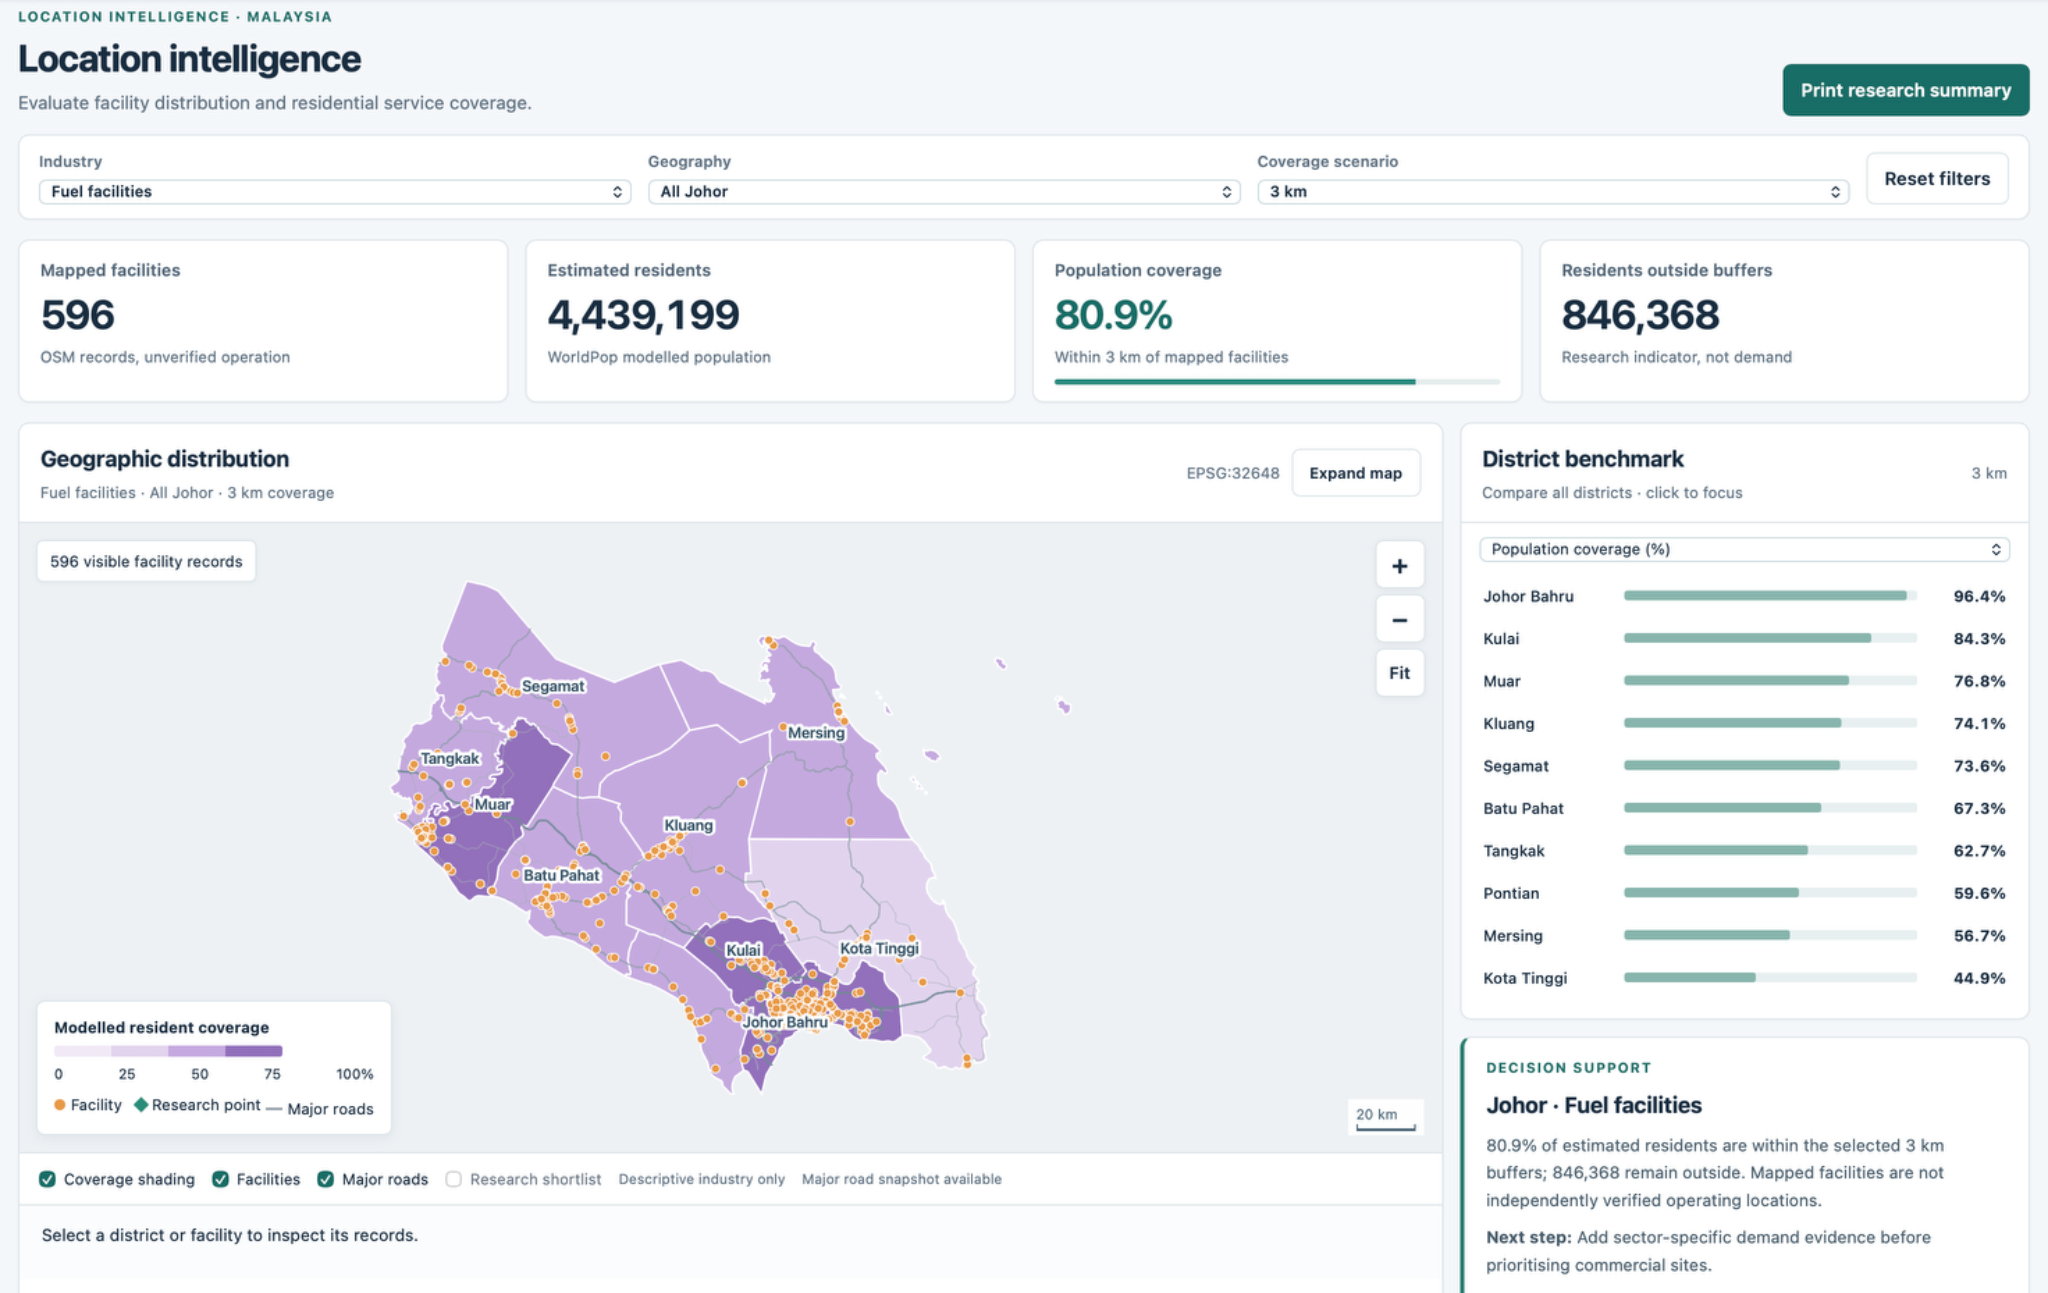 LOCATION INTELLIGENCE · MALAYSIA
Location intelligence
Evaluate facility distribution and residential service coverage.
Print research summary
Industry
Fuel facilities
Geography
All Johor
Coverage scenario
3 km
Reset filters
Mapped facilities
596
OSM records, unverified operation
Estimated residents
4,439,199
WorldPop modelled population
Population coverage
80.9%
Within 3 km of mapped facilities
Residents outside buffers
846,368
Research indicator, not demand
Geographic distribution
Fuel facilities · All Johor · 3 km coverage
EPSG:32648
Expand map
596 visible facility records
+
−
Fit
Segamat
Mersing
Tangkak
Muar
Kluang
Batu Pahat
Kulai
Kota Tinggi
Johor Bahru
Modelled resident coverage
0 25 50 75 100%
Facility Research point Major roads
20 km
Coverage shading Facilities Major roads Research shortlist Descriptive industry only Major road snapshot available
Select a district or facility to inspect its records.
District benchmark
Compare all districts · click to focus
3 km
Population coverage (%)
Johor Bahru 96.4%
Kulai 84.3%
Muar 76.8%
Kluang 74.1%
Segamat 73.6%
Batu Pahat 67.3%
Tangkak 62.7%
Pontian 59.6%
Mersing 56.7%
Kota Tinggi 44.9%
DECISION SUPPORT
Johor · Fuel facilities
80.9% of estimated residents are within the selected 3 km
buffers; 846,368 remain outside. Mapped facilities are not
independently verified operating locations.
Next step: Add sector-specific demand evidence before
prioritising commercial sites.